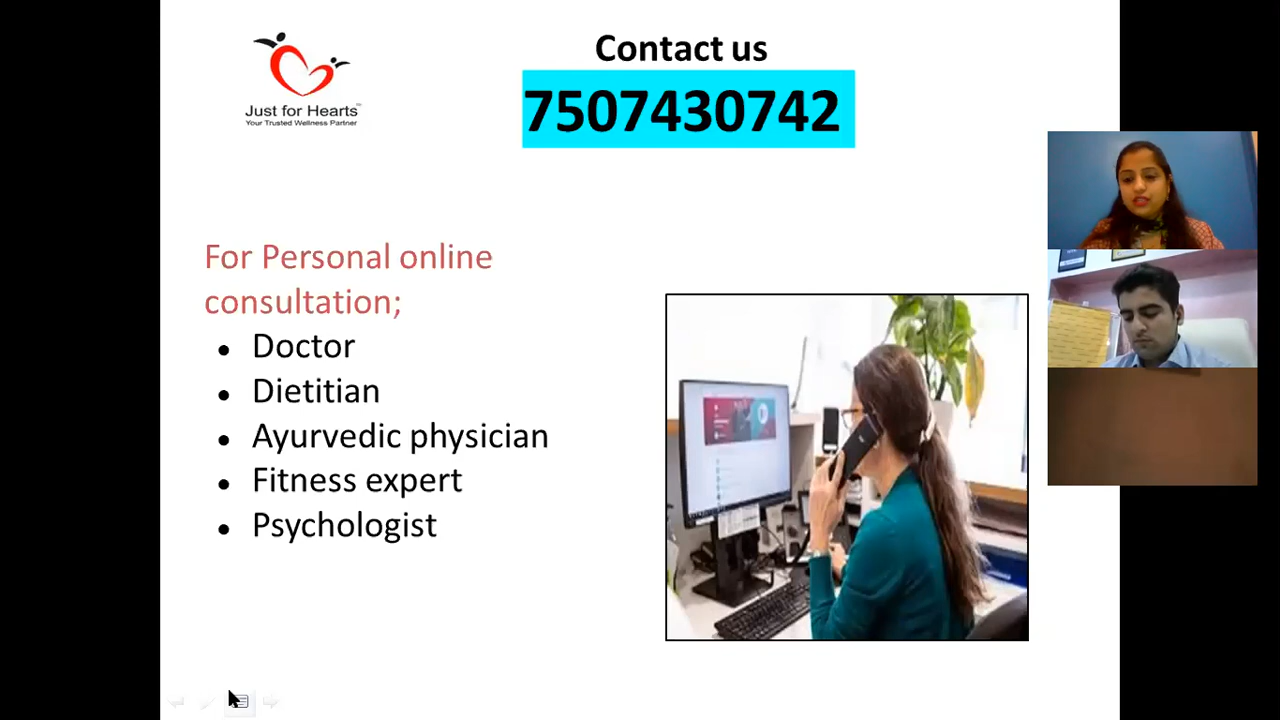 Just for Hearts
Your Trusted Wellness Partner
Contact us
7507430742
For Personal online
consultation;
Doctor
Dietitian
Ayurvedic physician
Fitness expert
Psychologist